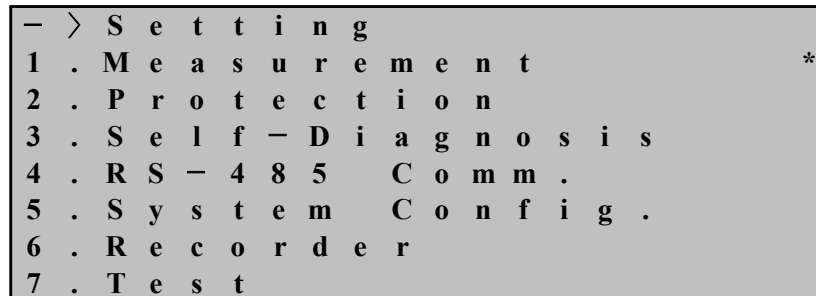 -> Setting
1.Measurement *
2.Protection
3.Self-Diagnosis
4.RS-485 Comm.
5.System Config.
6.Recorder
7.Test